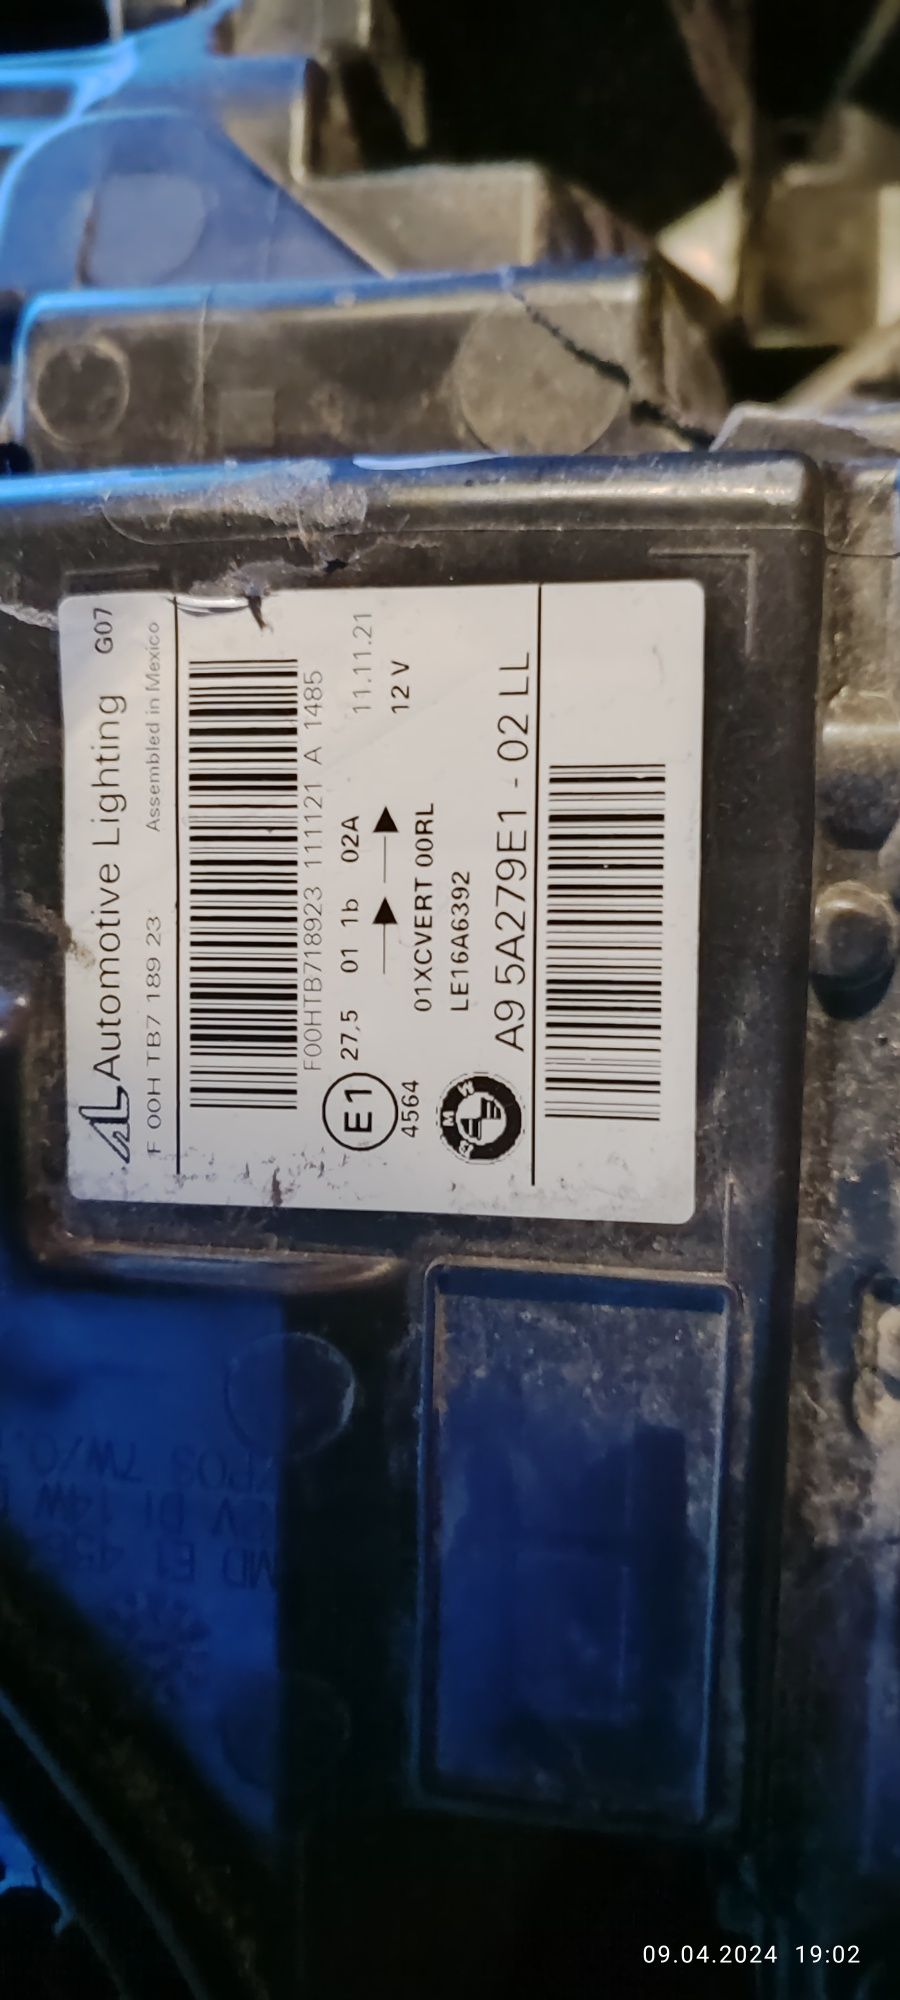 Automotive Lighting G07
F 00H TB7 189 23 Assembled in Mexico
F00HTB718923 111121 A 1485
E1 27,5 01 1b 02A 11.11.21
4564 12 V
01XCVERT 00RL
LE16A6392
BMW A9 5A279E1 - 02 LL
09.04.2024 19:02